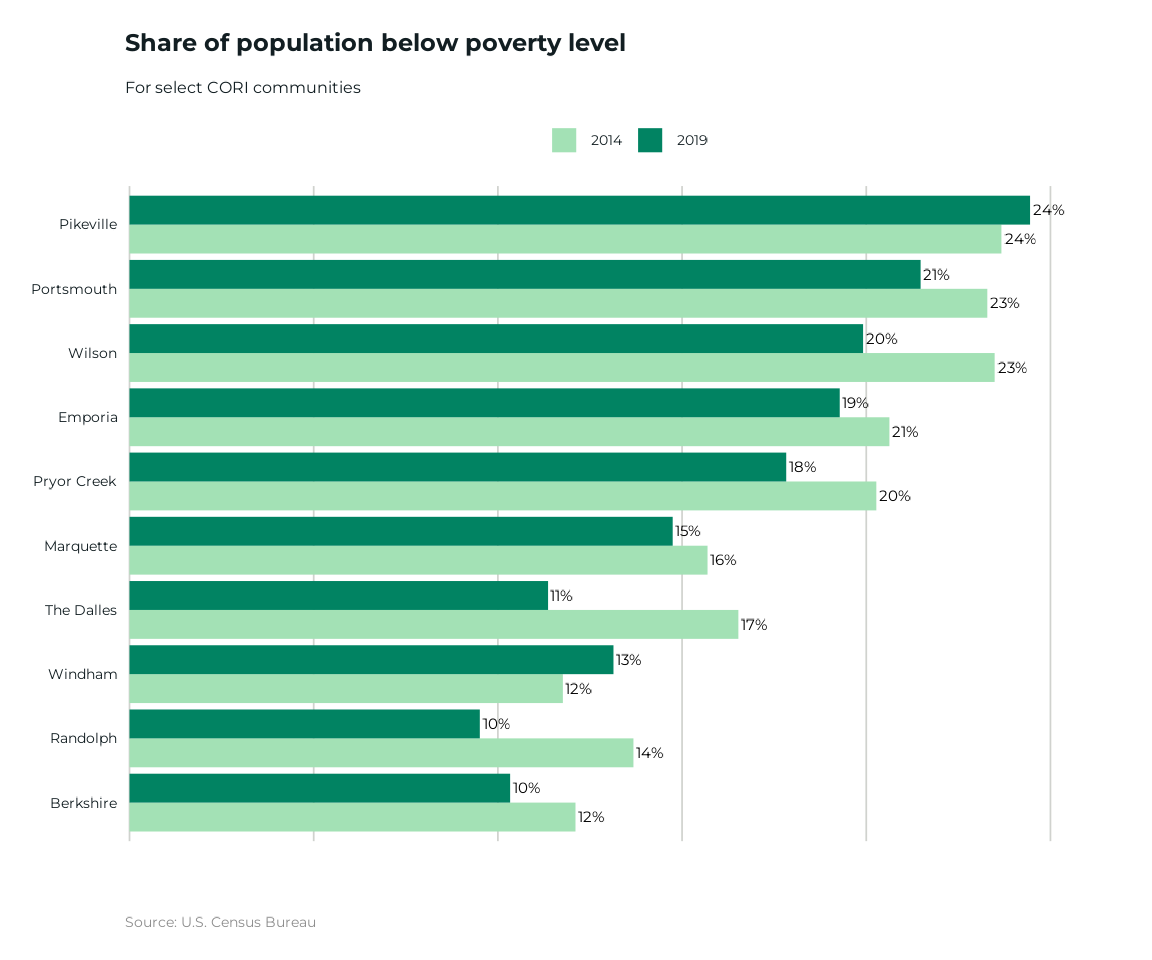 Share of population below poverty level
For select CORI communities
2014 2019
Pikeville
24%
24%
Portsmouth
21%
23%
Wilson
20%
23%
Emporia
19%
21%
Pryor Creek
18%
20%
Marquette
15%
16%
The Dalles
11%
17%
Windham
13%
12%
Randolph
10%
14%
Berkshire
10%
12%
Source: U.S. Census Bureau